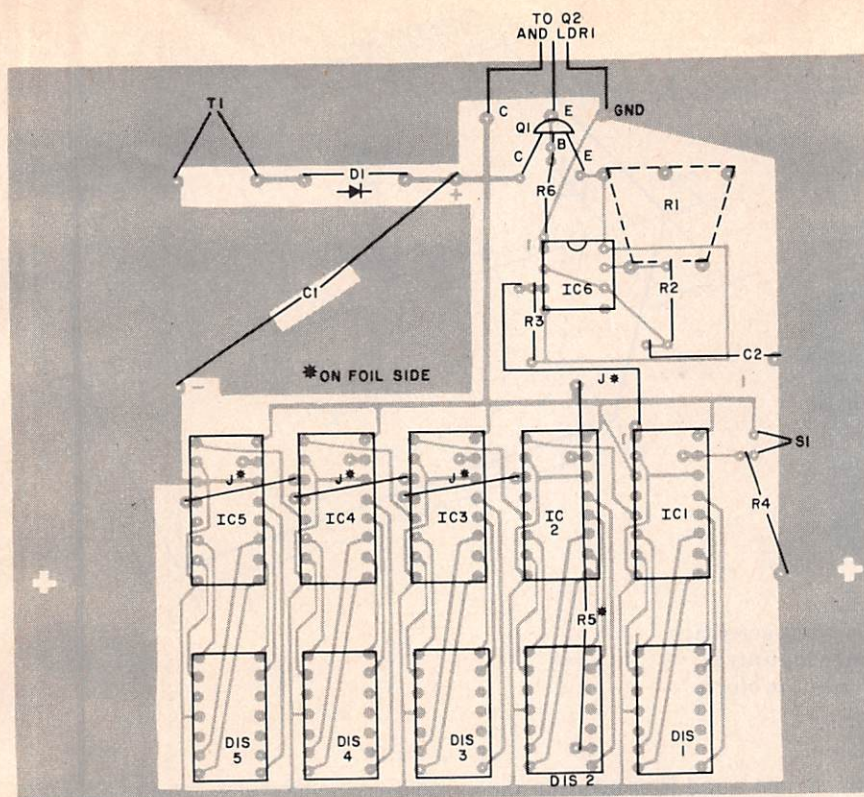 TO Q2
AND LDR1
C E GND
T1
Q1
B
C E
D1
+
R6
R1
I
C1
IC6
R2
R3
C2
*ON FOIL SIDE
-
J*
I
I
S1
J* J* J*
IC5 IC4 IC3 IC
2 IC1
R4
R5*
DIS
5
DIS
4
DIS
3
DIS
1
DIS 2